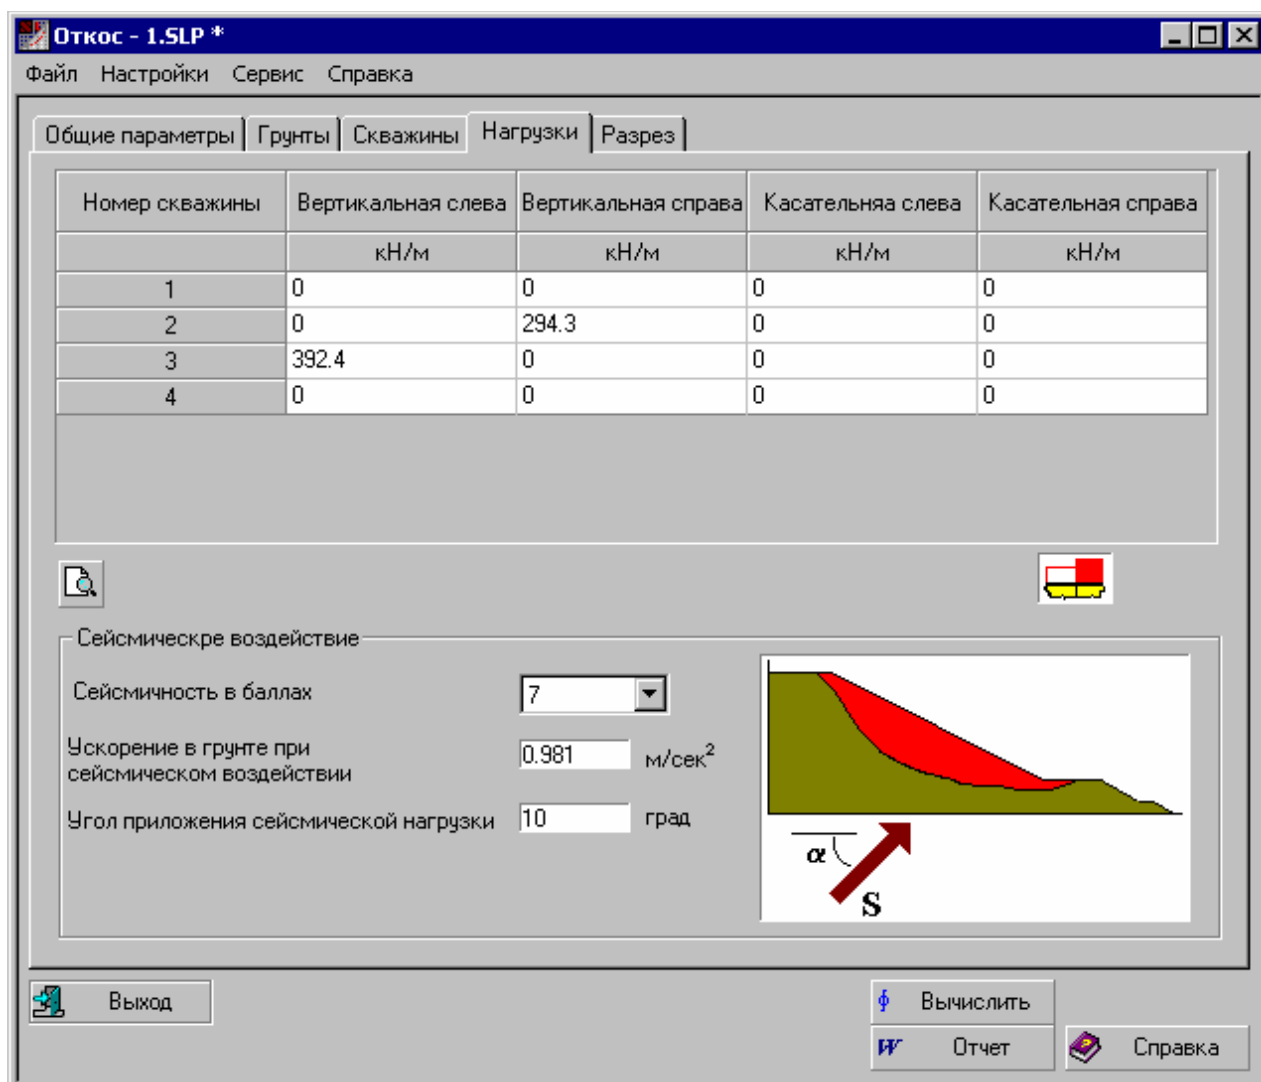 Откос - 1.SLP *
Файл Настройки Сервис Справка
Общие параметры Грунты Скважины Нагрузки Разрез
Номер скважины Вертикальная слева Вертикальная справа Касательняа слева Касательная справа
кН/м кН/м кН/м кН/м
1 0 0 0 0
2 0 294.3 0 0
3 392.4 0 0 0
4 0 0 0 0
Сейсмическре воздействие
Сейсмичность в баллах 7
Ускорение в грунте при
сейсмическом воздействии 0.981 м/сек²
Угол приложения сейсмической нагрузки 10 град
α
S
Выход
Вычислить
Отчет Справка